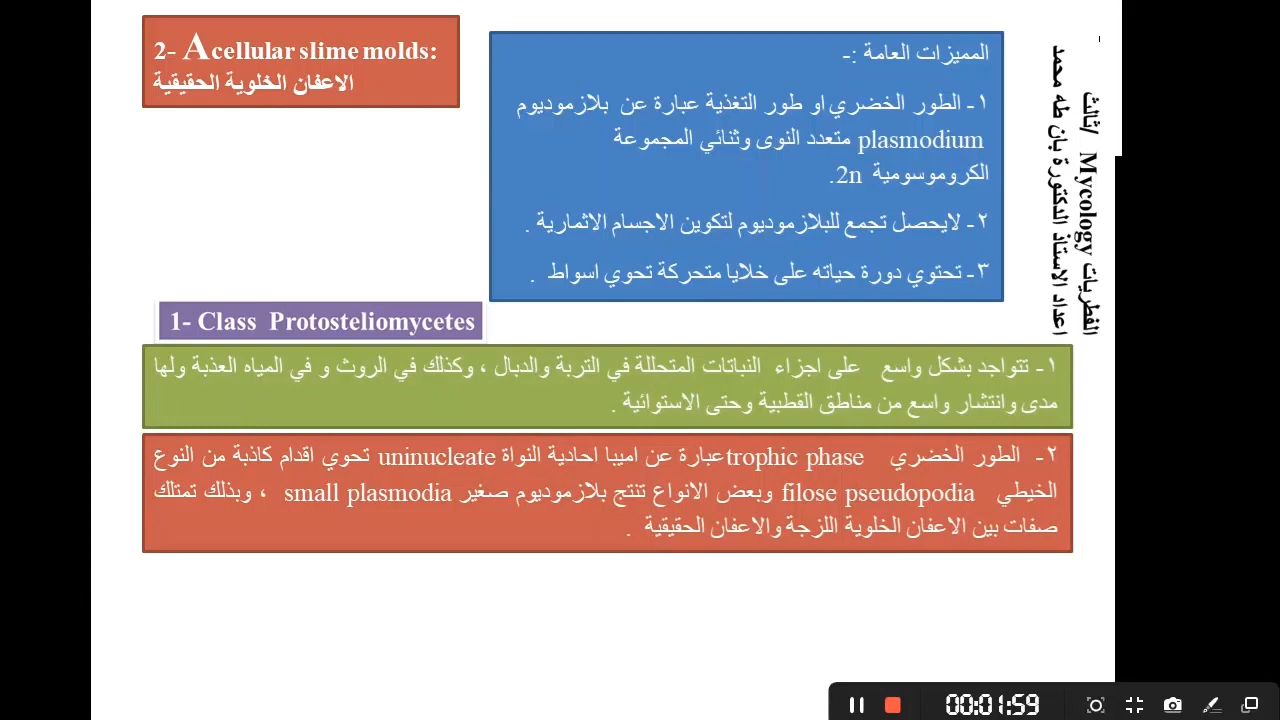 2- Acellular slime molds:
الاعفان الخلوية الحقيقية
المميزات العامة :-
١- الطور الخضري او طور التغذية عبارة عن بلازموديوم
plasmodium متعدد النوى وثنائي المجموعة
الكروموسومية 2n.
٢- لايحصل تجمع للبلازموديوم لتكوين الاجسام الاثمارية .
٣- تحتوي دورة حياته على خلايا متحركة تحوي اسواط .
الفطريات Mycology /ثالث
اعداد الاستاذ الدكتورة بان طه محمد
1- Class Protosteliomycetes
١- تتواجد بشكل واسع على اجزاء النباتات المتحللة في التربة والدبال ، وكذلك في الروث و في المياه العذبة ولها
مدى وانتشار واسع من مناطق القطبية وحتى الاستوائية .
٢- الطور الخضري trophic phase عبارة عن اميبا احادية النواة uninucleate تحوي اقدام كاذبة من النوع
الخيطي filose pseudopodia وبعض الانواع تنتج بلازموديوم صغير small plasmodia ، وبذلك تمتلك
صفات بين الاعفان الخلوية اللزجة والاعفان الحقيقية .
00:01:59